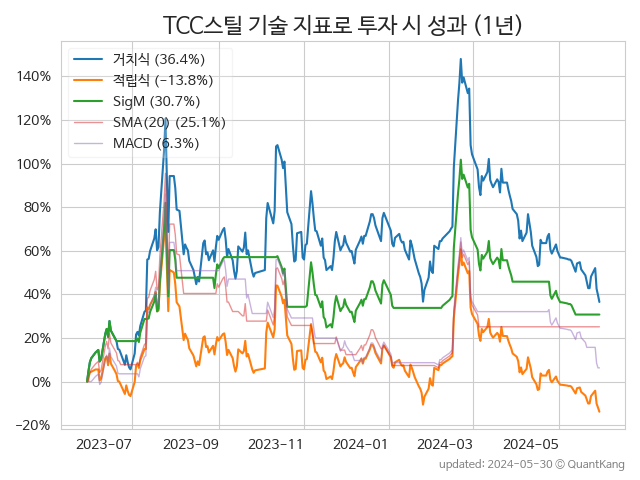 TCC스틸 기술 지표로 투자 시 성과 (1년)
거치식 (36.4%)
적립식 (−13.8%)
SigM (30.7%)
SMA(20) (25.1%)
MACD (6.3%)
140%
120%
100%
80%
60%
40%
20%
0%
−20%
2023-07
2023-09
2023-11
2024-01
2024-03
2024-05
updated: 2024-05-30 ⓒ QuantKang